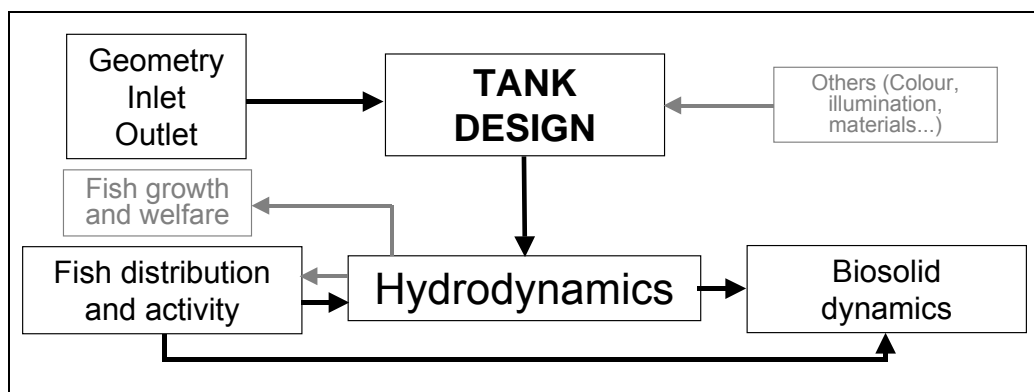 Geometry
Inlet
Outlet
TANK
DESIGN
Others (Colour,
illumination,
materials...)
Fish growth
and welfare
Fish distribution
and activity
Hydrodynamics
Biosolid
dynamics